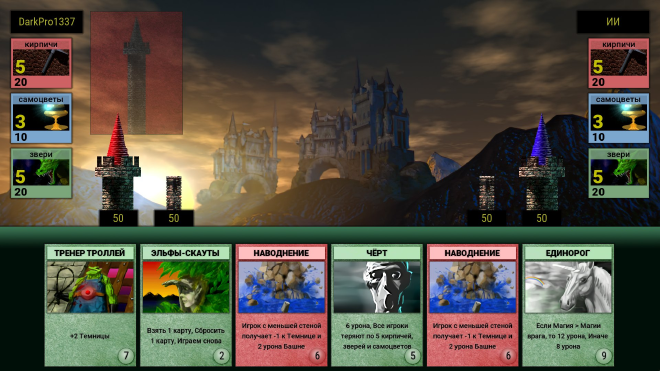 DarkPro1337
ИИ
кирпичи
5
20
самоцветы
3
10
звери
5
20
кирпичи
5
20
самоцветы
3
10
звери
5
20
50
50
50
50
ТРЕНЕР ТРОЛЛЕЙ
+2 Темницы
7
ЭЛЬФЫ-СКАУТЫ
Взять 1 карту, Сбросить
1 карту, Играем снова
2
НАВОДНЕНИЕ
Игрок с меньшей стеной
получает -1 к Темнице и
2 урона Башне
6
ЧЁРТ
6 урона, Все игроки
теряют по 5 кирпичей,
зверей и самоцветов
5
НАВОДНЕНИЕ
Игрок с меньшей стеной
получает -1 к Темнице и
2 урона Башне
6
ЕДИНОРОГ
Если Магия > Магии
врага, то 12 урона, Иначе
8 урона
9